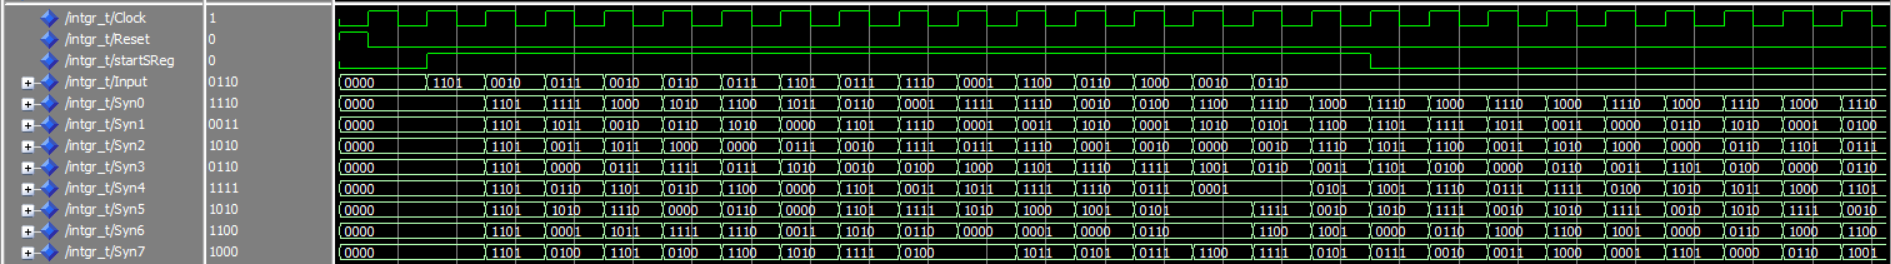 /intgr_t/Clock 1
/intgr_t/Reset 0
/intgr_t/startSReg 0
/intgr_t/Input 0110 0000 1101 0010 0111 0010 0110 0111 1101 0111 1110 0001 1100 0110 1000 0010 0110
/intgr_t/Syn0 1110 0000 1101 1111 1000 1010 1100 1011 0110 0001 1111 1110 0010 0100 1100 1110 1000 1110 1000 1110 1000 1110 1000 1110 1000 1110
/intgr_t/Syn1 0011 0000 1101 1011 0010 0110 1010 0000 1101 1110 0001 0011 1010 0001 1010 0101 1100 1101 1111 1011 0011 0000 0110 1010 0001 0100
/intgr_t/Syn2 1010 0000 1101 0011 1011 1000 0000 0111 0010 1111 0111 1110 0001 0010 0000 0010 1110 1011 1100 0011 1010 1000 0000 0110 1101 0111
/intgr_t/Syn3 0110 0000 1101 0000 0111 1111 0111 1010 0010 0100 1000 1101 1110 1111 1001 0110 0011 1101 0100 0000 0110 0011 1101 0100 0000 0110
/intgr_t/Syn4 1111 0000 1101 0110 1101 0110 1100 0000 1101 0011 1011 1111 1110 0111 0001 0101 1001 1110 0111 1111 0100 1010 1011 1000 1101
/intgr_t/Syn5 1010 0000 1101 1010 1110 0000 0110 0000 1101 1111 1010 1000 1001 0101 1111 0010 1010 1111 0010 1010 1111 0010 1010 1111 0010
/intgr_t/Syn6 1100 0000 1101 0001 1011 1111 1110 0011 1010 0110 0000 0001 0000 0110 1100 1001 0000 0110 1000 1100 1001 0000 0110 1000 1100
/intgr_t/Syn7 1000 0000 1101 0100 1101 0100 1100 1010 1111 0100 1011 0101 0111 1100 1111 0101 0111 0010 0011 1000 0001 1101 0000 0110 1001